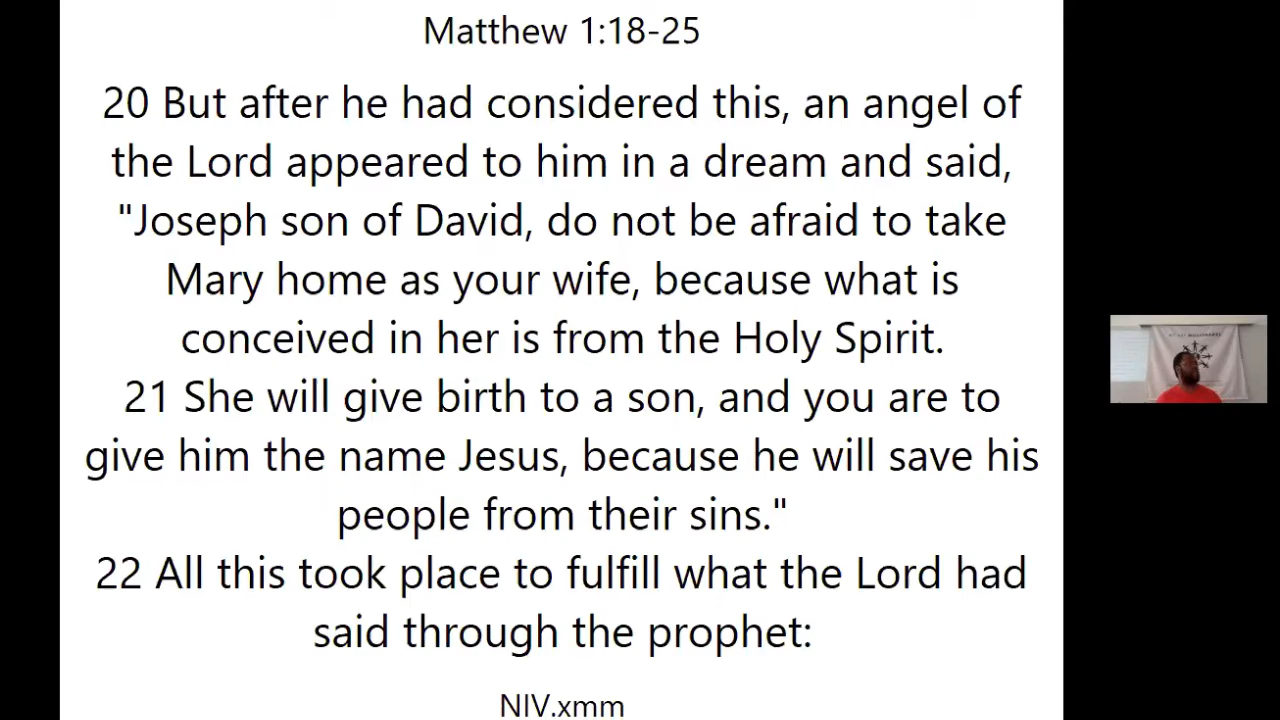 Matthew 1:18-25
20 But after he had considered this, an angel of
the Lord appeared to him in a dream and said,
"Joseph son of David, do not be afraid to take
Mary home as your wife, because what is
conceived in her is from the Holy Spirit.
21 She will give birth to a son, and you are to
give him the name Jesus, because he will save his
people from their sins."
22 All this took place to fulfill what the Lord had
said through the prophet:
NIV.xmm